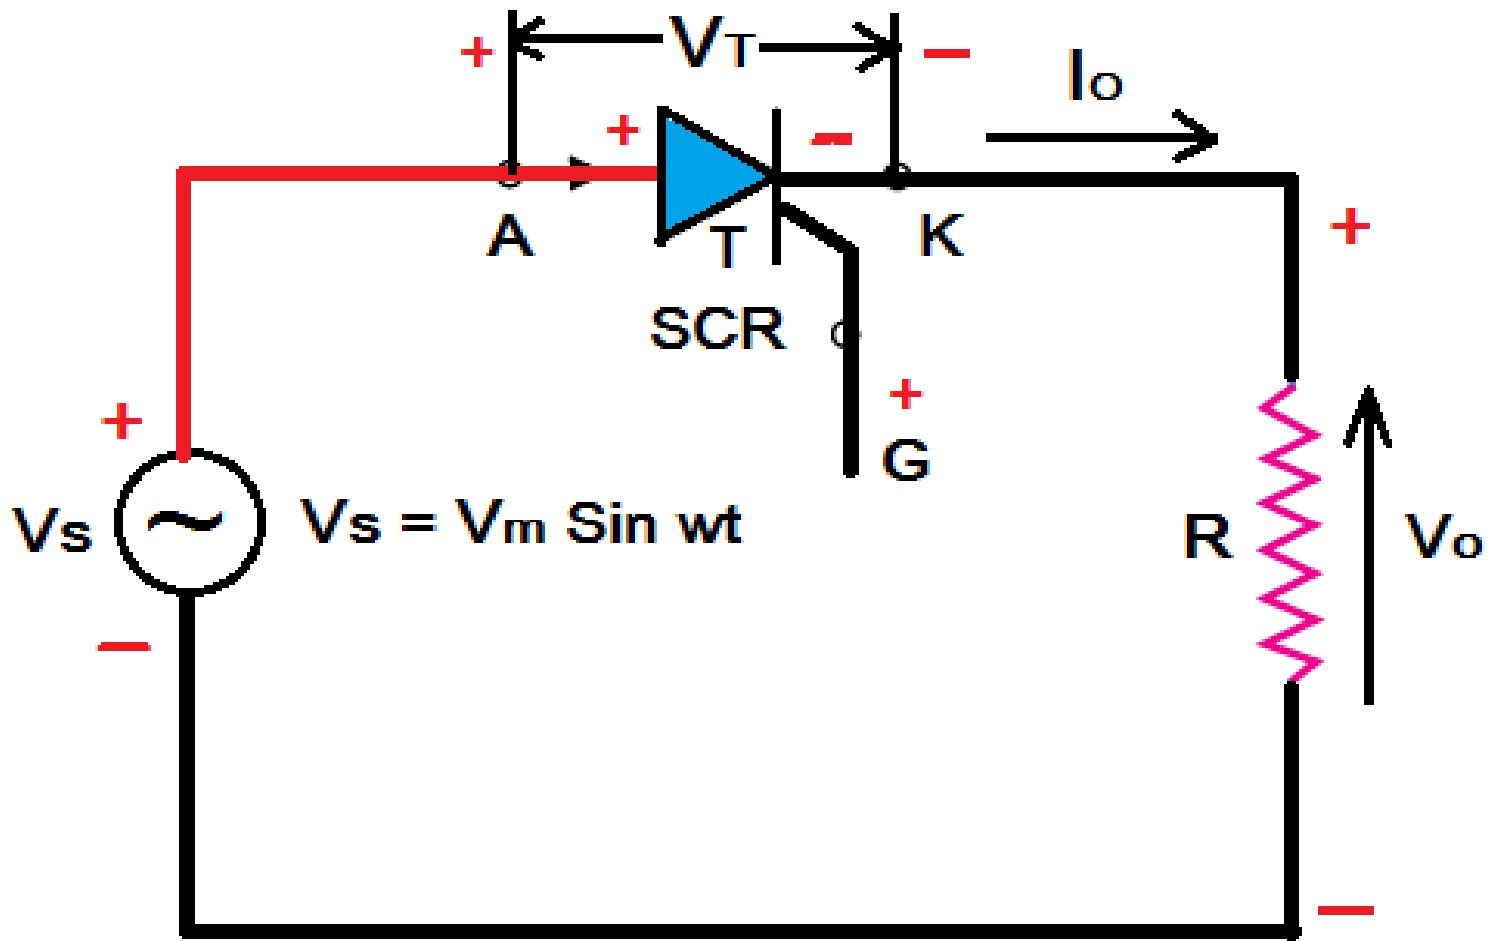 + VT −
Io
+ −
A T K
+
SCR
+
+
G
Vs ~ Vs = Vm Sin wt
R Vo
−
−